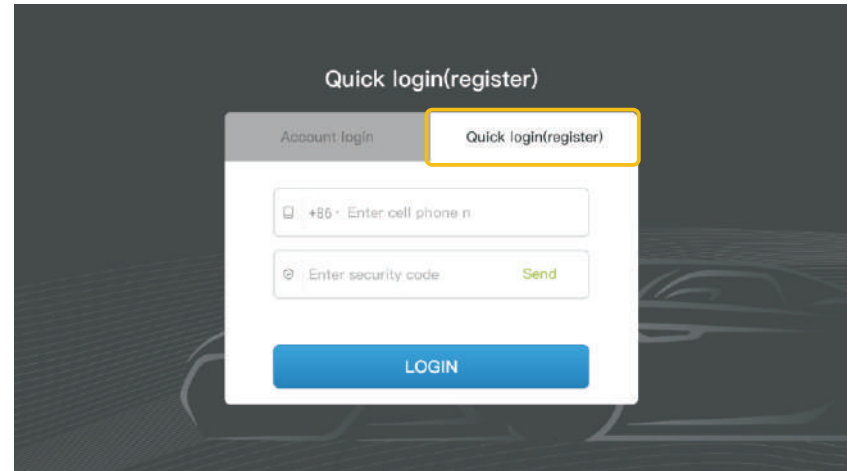 Quick login(register)
Account login
Quick login(register)
+86 · Enter cell phone n
Enter security code
Send
LOGIN